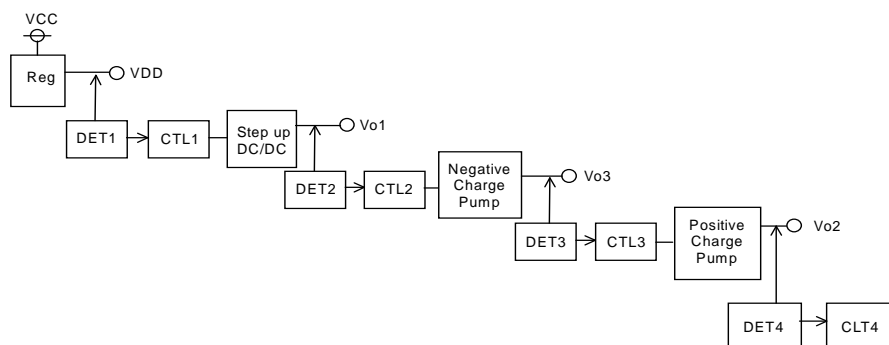 VCC
Reg
VDD
DET1
CTL1
Step up
DC/DC
Vo1
DET2
CTL2
Negative
Charge
Pump
Vo3
DET3
CTL3
Positive
Charge
Pump
Vo2
DET4
CLT4